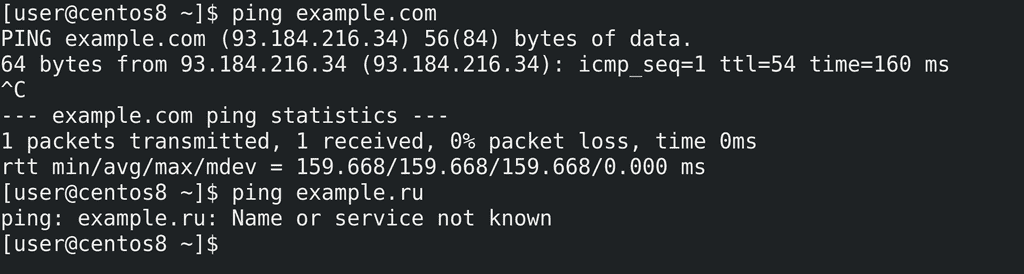 [user@centos8 ~]$ ping example.com
PING example.com (93.184.216.34) 56(84) bytes of data.
64 bytes from 93.184.216.34 (93.184.216.34): icmp_seq=1 ttl=54 time=160 ms
^C
--- example.com ping statistics ---
1 packets transmitted, 1 received, 0% packet loss, time 0ms
rtt min/avg/max/mdev = 159.668/159.668/159.668/0.000 ms
[user@centos8 ~]$ ping example.ru
ping: example.ru: Name or service not known
[user@centos8 ~]$